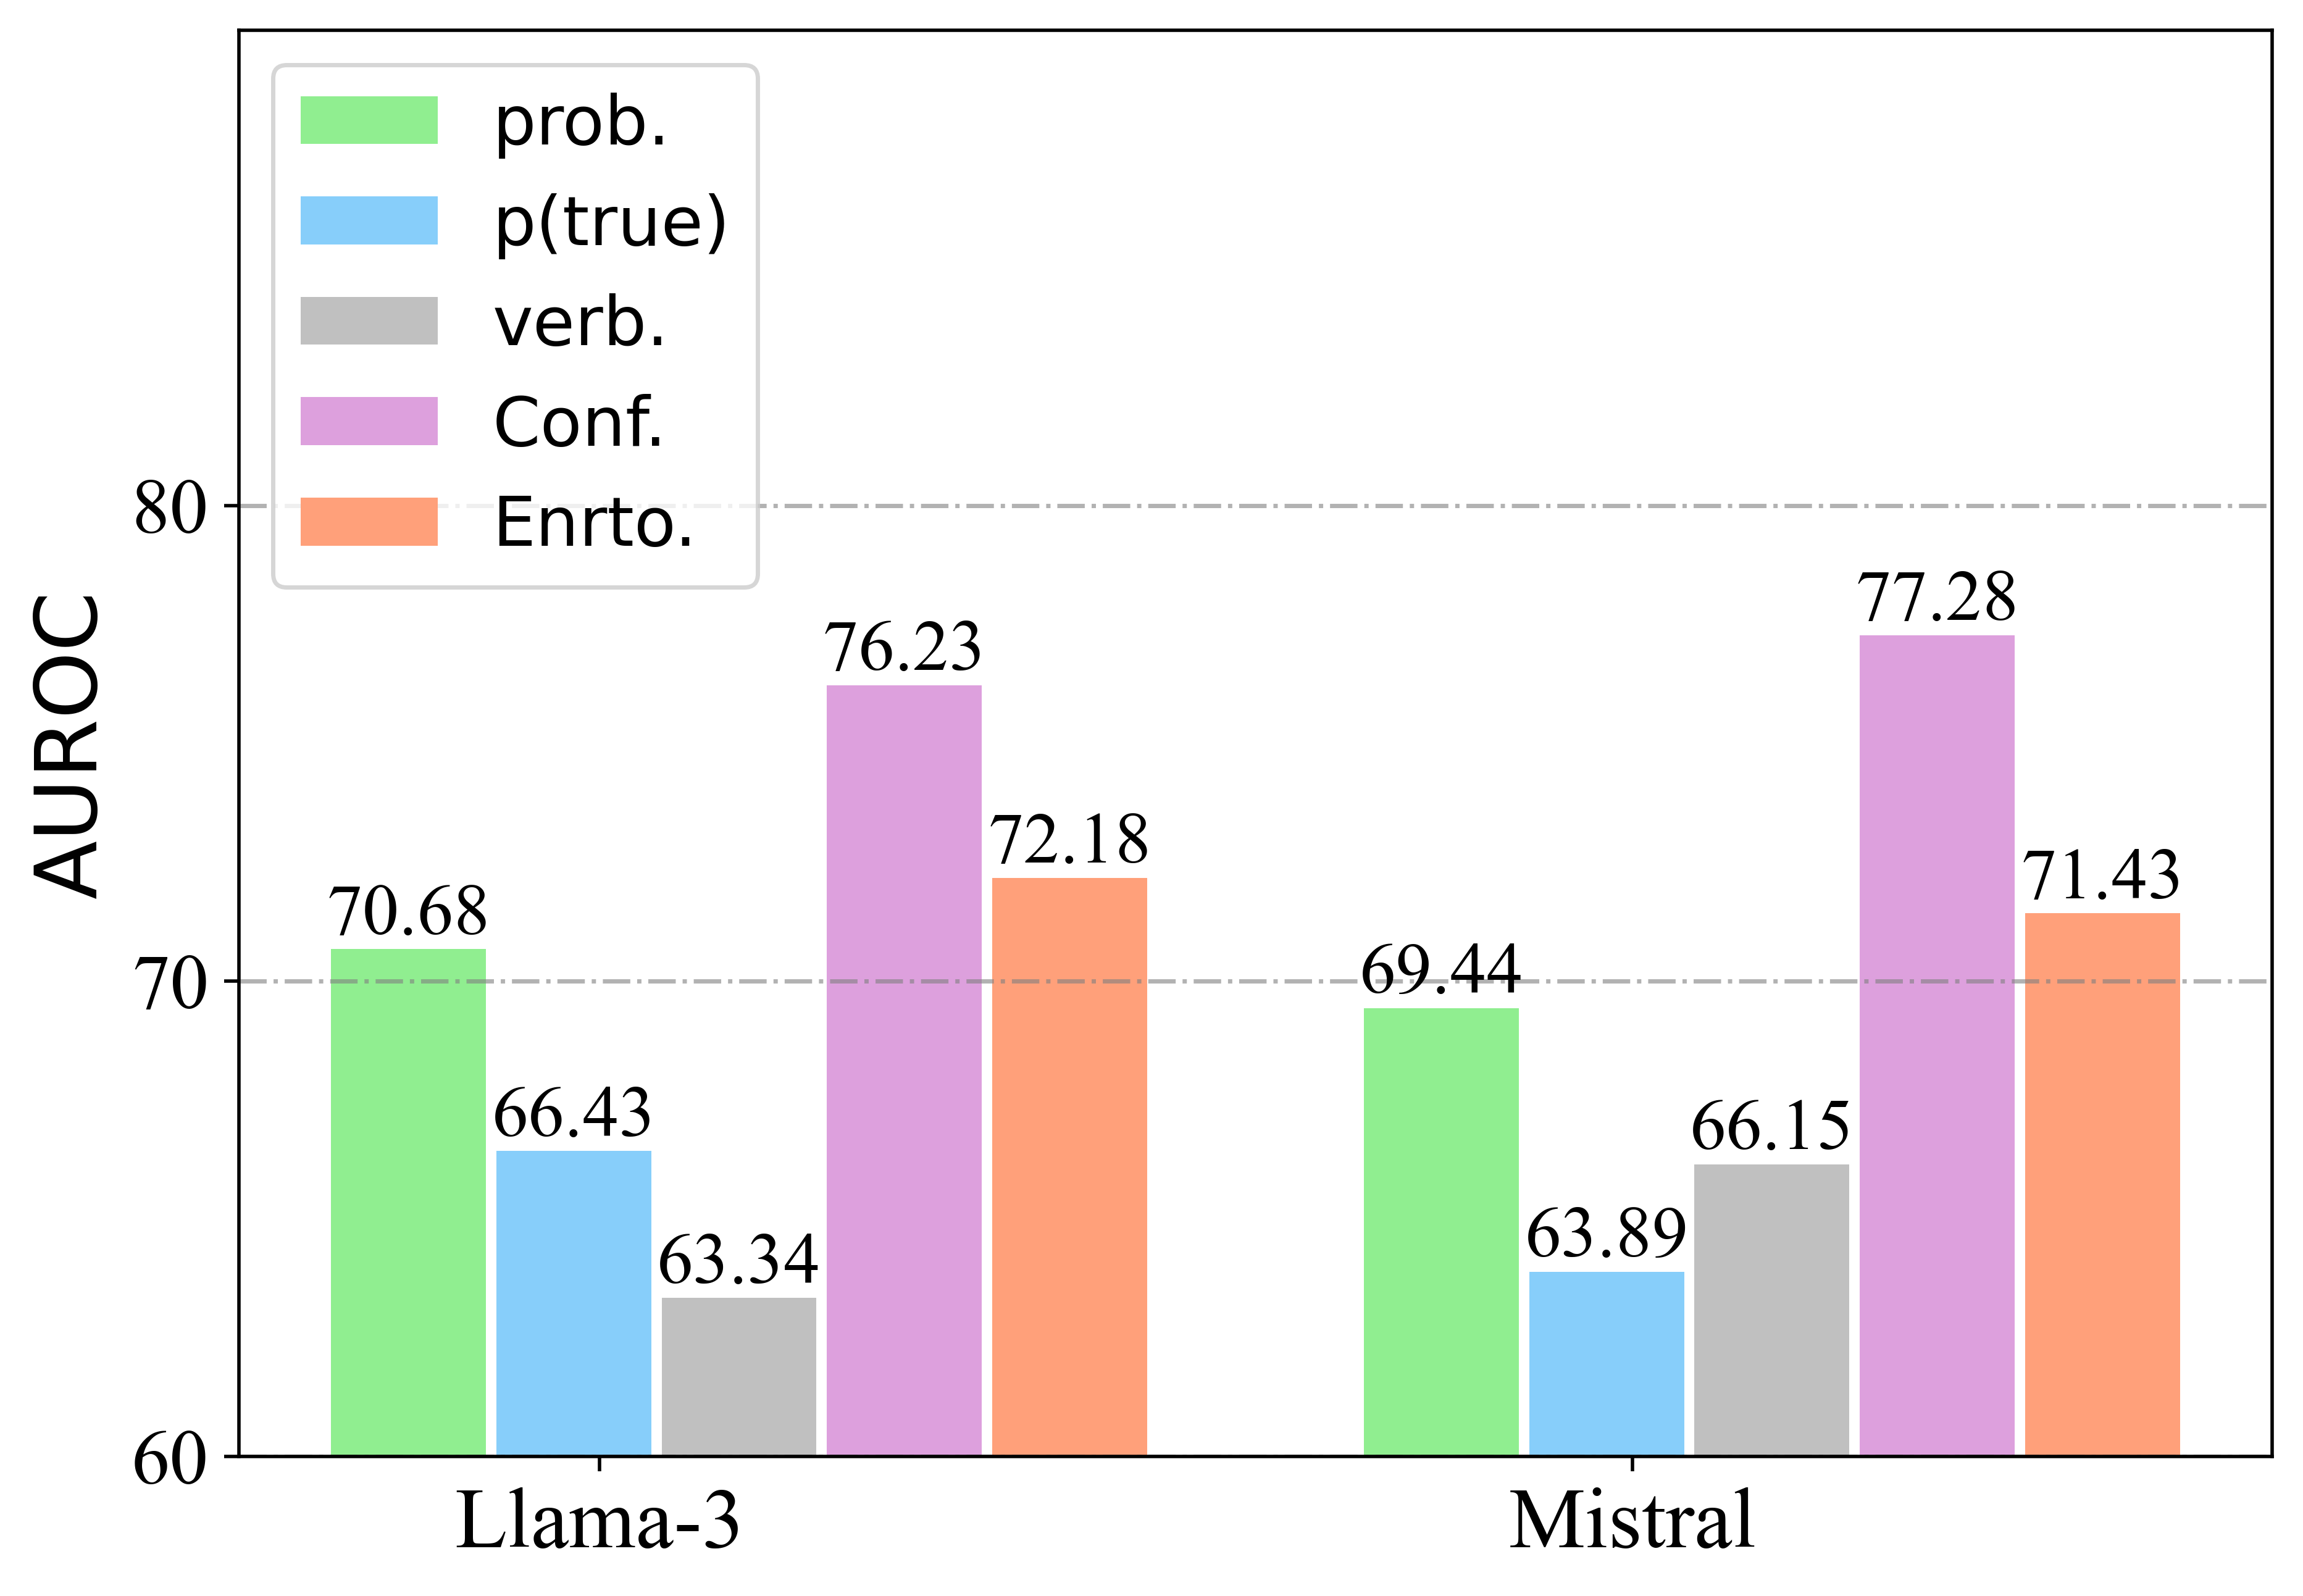 prob.
p(true)
verb.
Conf.
Enrto.
AUROC
80
70
60
70.68
66.43
63.34
76.23
72.18
69.44
63.89
66.15
77.28
71.43
Llama-3
Mistral